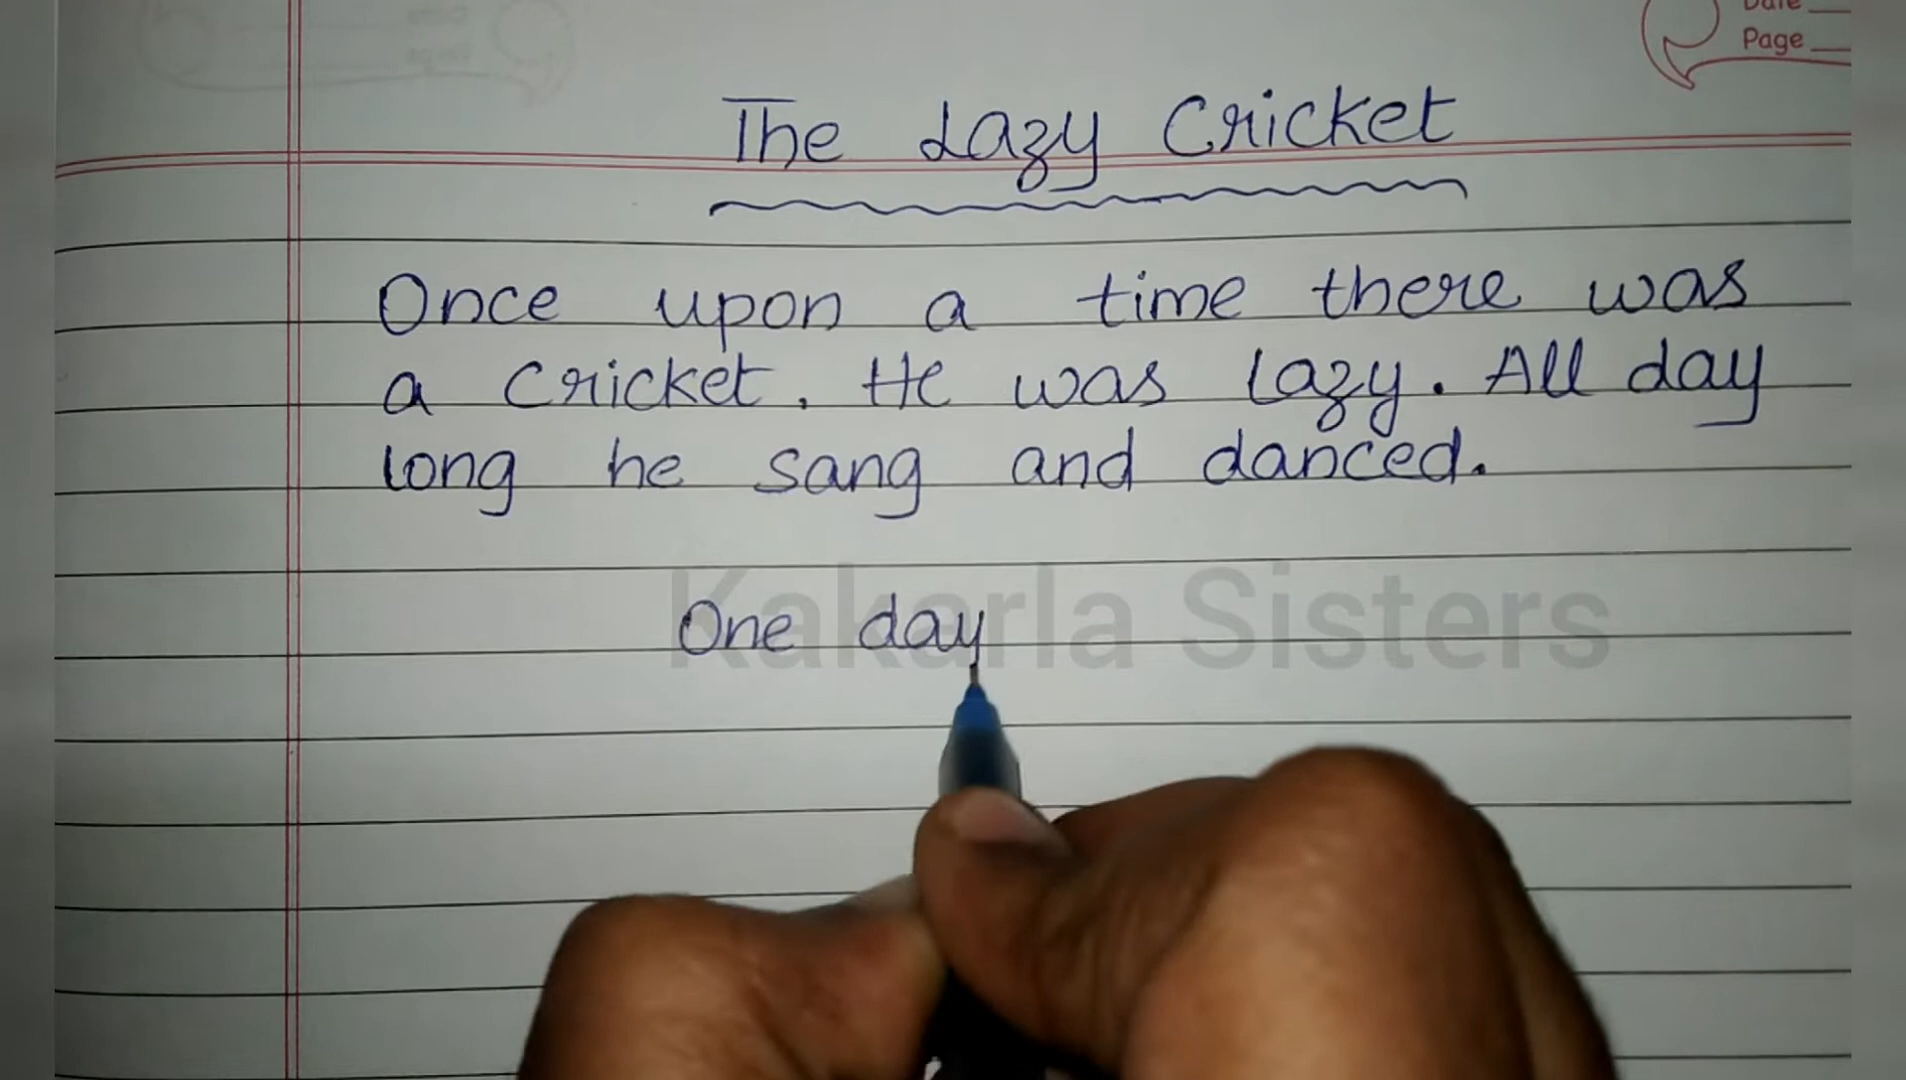 Date
Page
The Lazy Cricket
Once upon a time there was
a Cricket. He was lazy. All day
long he sang and danced.
One day
Kakarla Sisters